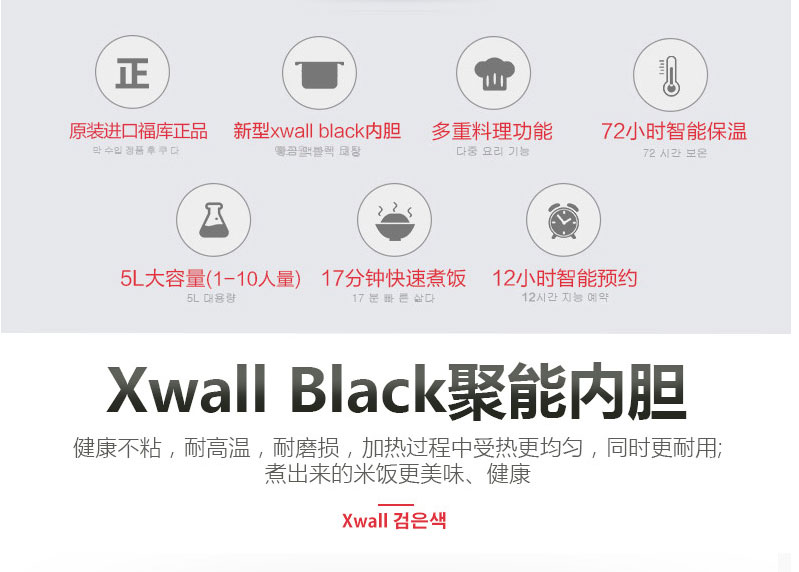 正
原装进口福库正品
新型xwall black内胆
多重料理功能
72小时智能保温
다중 요리 기능
72 시간 보온
5L大容量(1-10人量)
17分钟快速煮饭
12小时智能预约
5L 대용량
17 분 빠 른 삶다
12시간 지능 예약
Xwall Black聚能内胆
健康不粘，耐高温，耐磨损，加热过程中受热更均匀，同时更耐用;
煮出来的米饭更美味、健康
Xwall 검은색